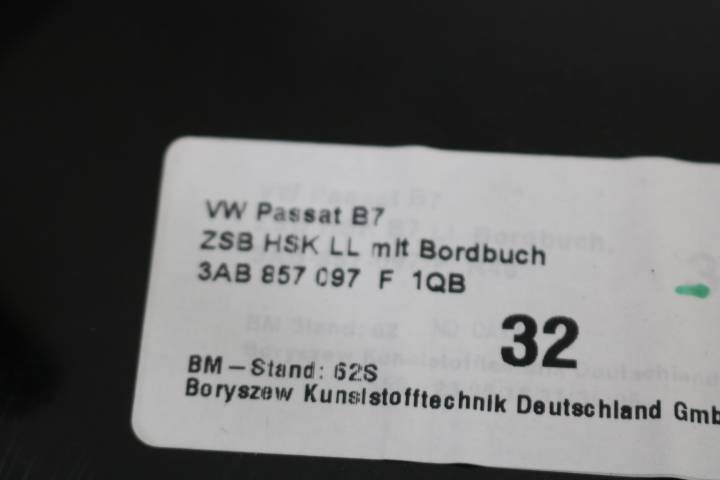 VW Passat B7
ZSB HSK LL mit Bordbuch
3AB 857 097 F 1QB
32
BM – Stand: 62S
Boryszew Kunststofftechnik Deutschland Gmb